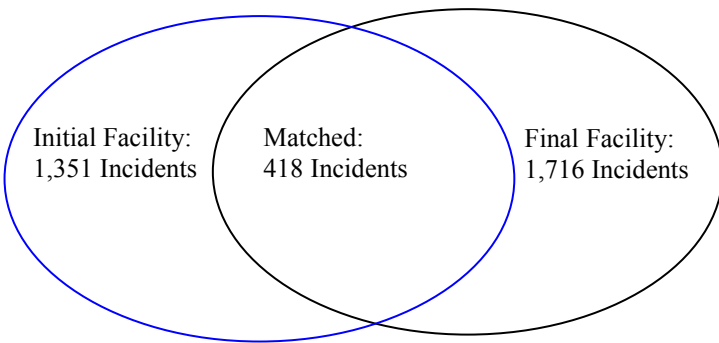 Initial Facility:
1,351 Incidents
Matched:
418 Incidents
Final Facility:
1,716 Incidents